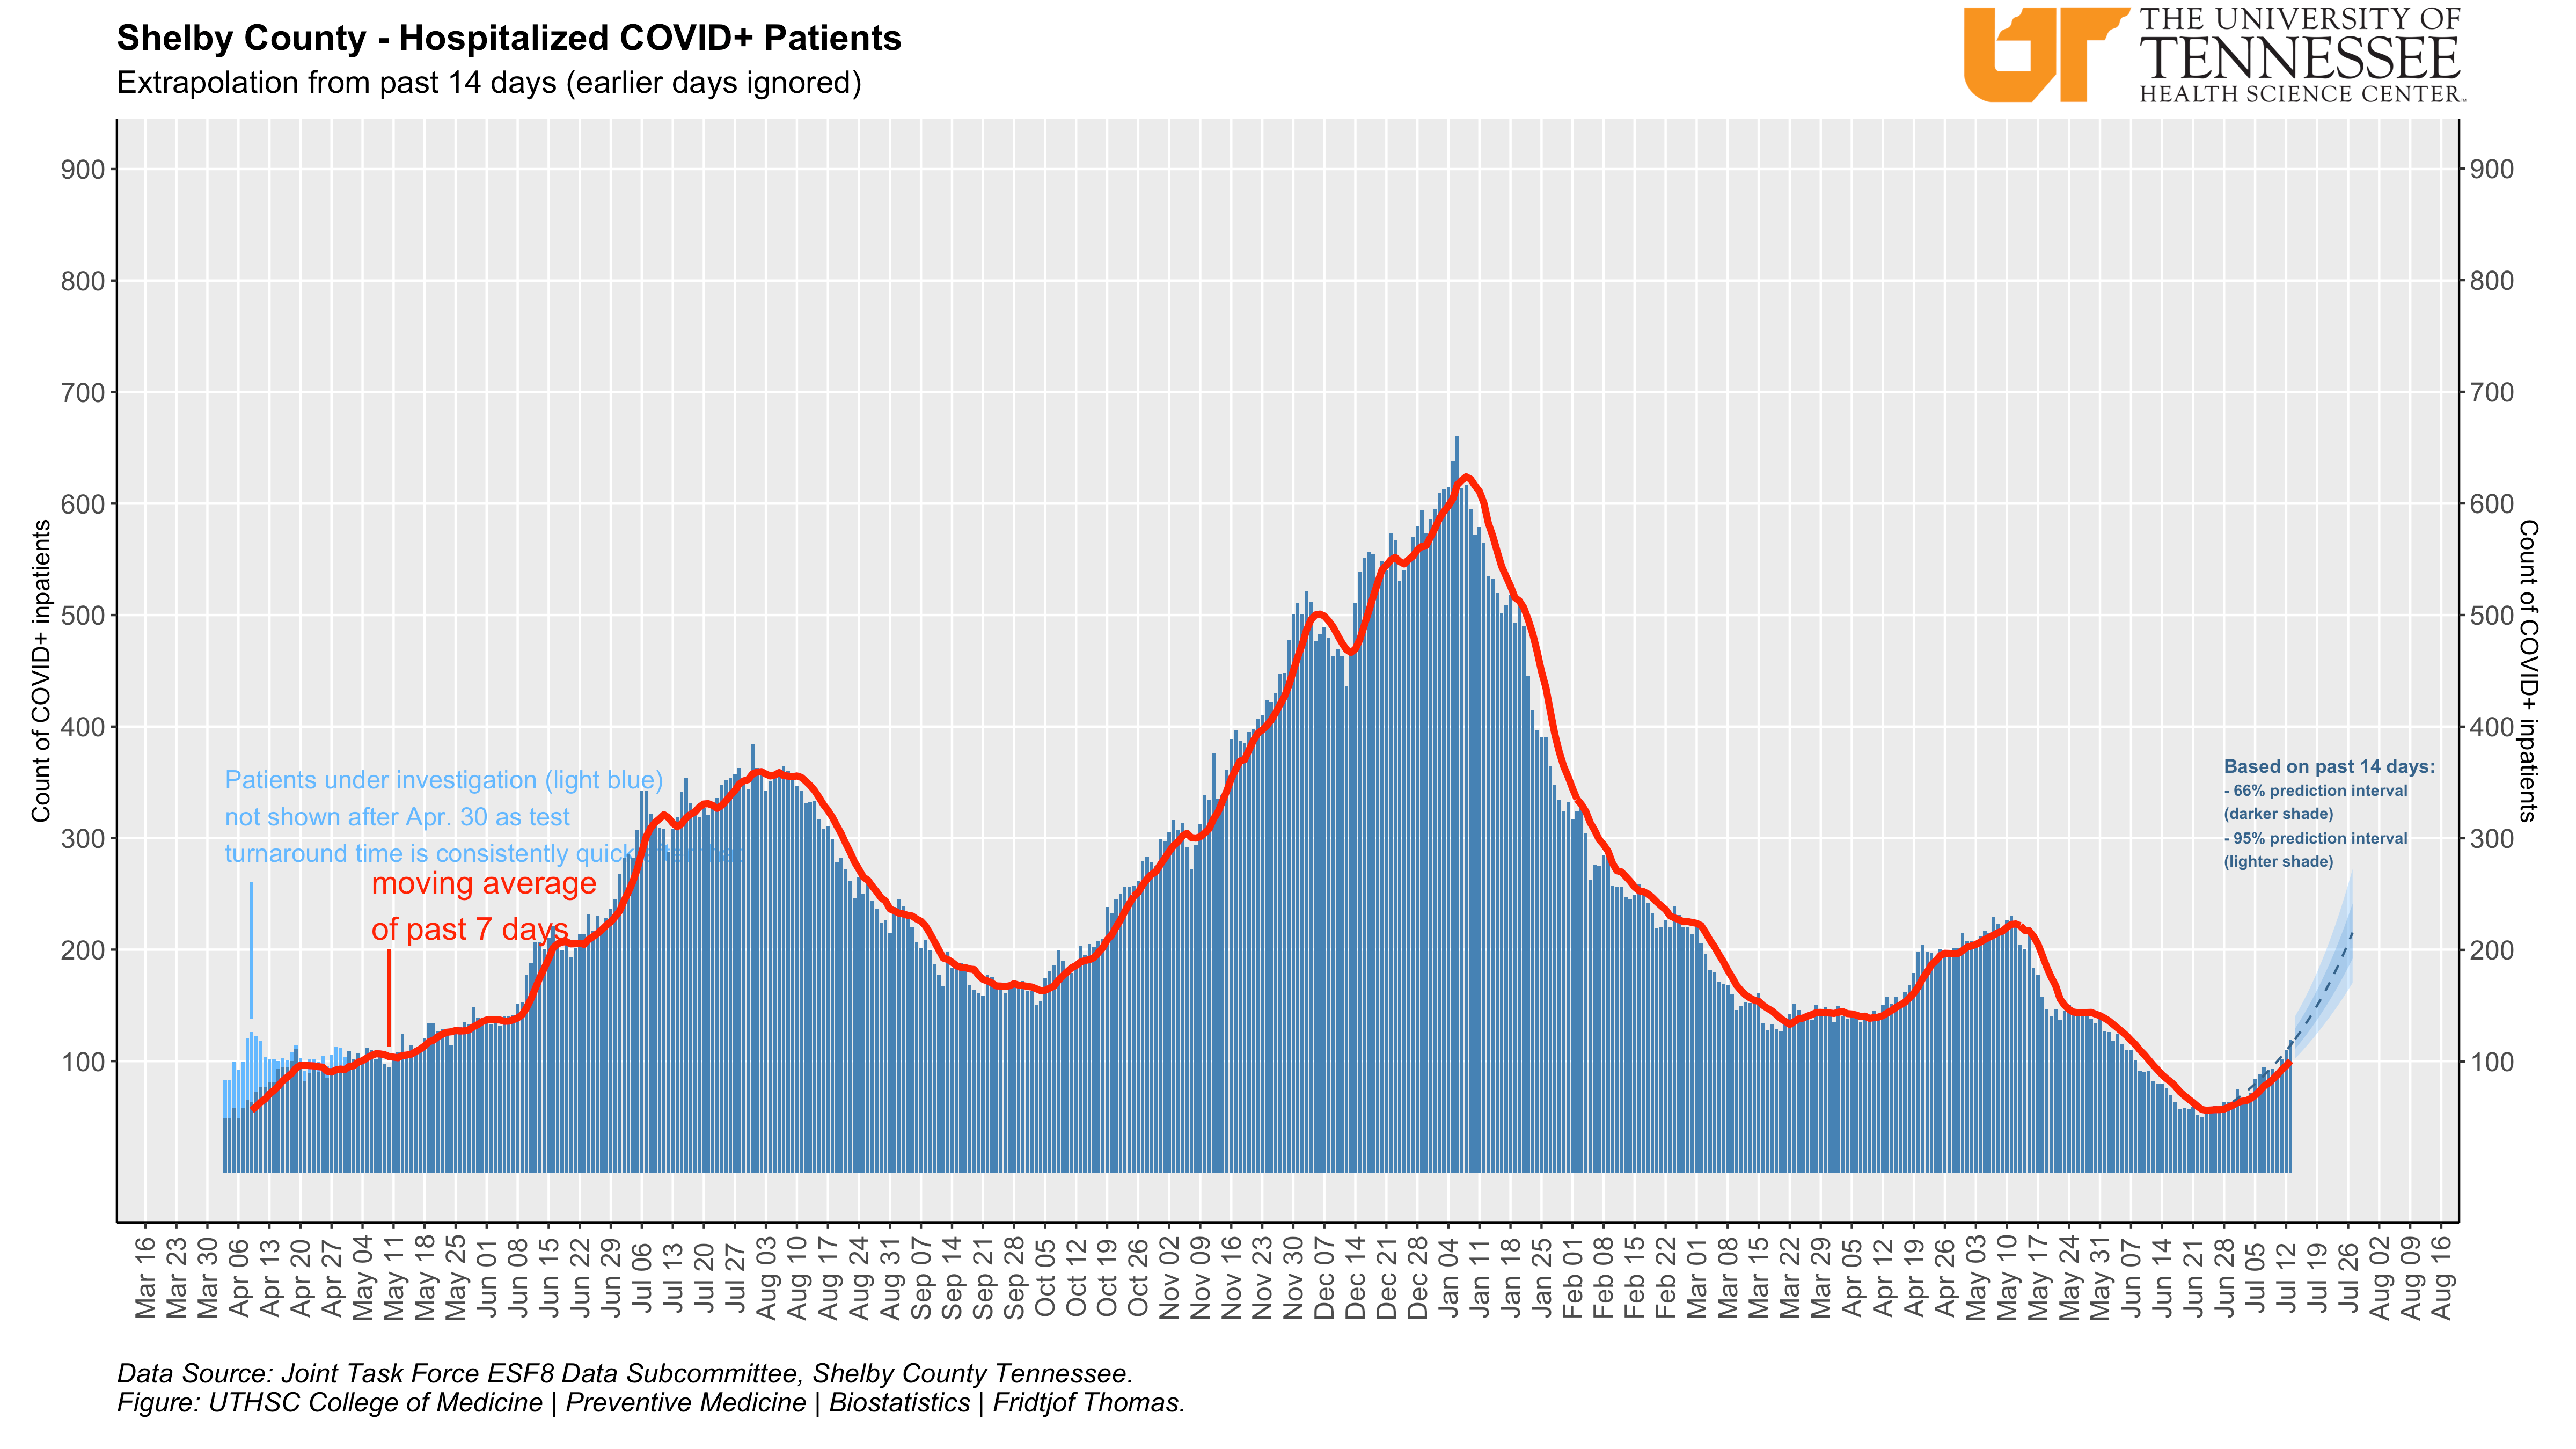 Shelby County - Hospitalized COVID+ Patients
Extrapolation from past 14 days (earlier days ignored)
UT
THE UNIVERSITY OF
TENNESSEE
HEALTH SCIENCE CENTER™
Count of COVID+ inpatients
900
800
700
600
500
400
300
200
100
Patients under investigation (light blue)
not shown after Apr. 30 as test
turnaround time is consistently quick after that.
moving average
of past 7 days
Based on past 14 days:
- 66% prediction interval
(darker shade)
- 95% prediction interval
(lighter shade)
900
800
700
600
500
400
300
200
100
Count of COVID+ inpatients
Mar 16
Mar 23
Mar 30
Apr 06
Apr 13
Apr 20
Apr 27
May 04
May 11
May 18
May 25
Jun 01
Jun 08
Jun 15
Jun 22
Jun 29
Jul 06
Jul 13
Jul 20
Jul 27
Aug 03
Aug 10
Aug 17
Aug 24
Aug 31
Sep 07
Sep 14
Sep 21
Sep 28
Oct 05
Oct 12
Oct 19
Oct 26
Nov 02
Nov 09
Nov 16
Nov 23
Nov 30
Dec 07
Dec 14
Dec 21
Dec 28
Jan 04
Jan 11
Jan 18
Jan 25
Feb 01
Feb 08
Feb 15
Feb 22
Mar 01
Mar 08
Mar 15
Mar 22
Mar 29
Apr 05
Apr 12
Apr 19
Apr 26
May 03
May 10
May 17
May 24
May 31
Jun 07
Jun 14
Jun 21
Jun 28
Jul 05
Jul 12
Jul 19
Jul 26
Aug 02
Aug 09
Aug 16
Data Source: Joint Task Force ESF8 Data Subcommittee, Shelby County Tennessee.
Figure: UTHSC College of Medicine | Preventive Medicine | Biostatistics | Fridtjof Thomas.